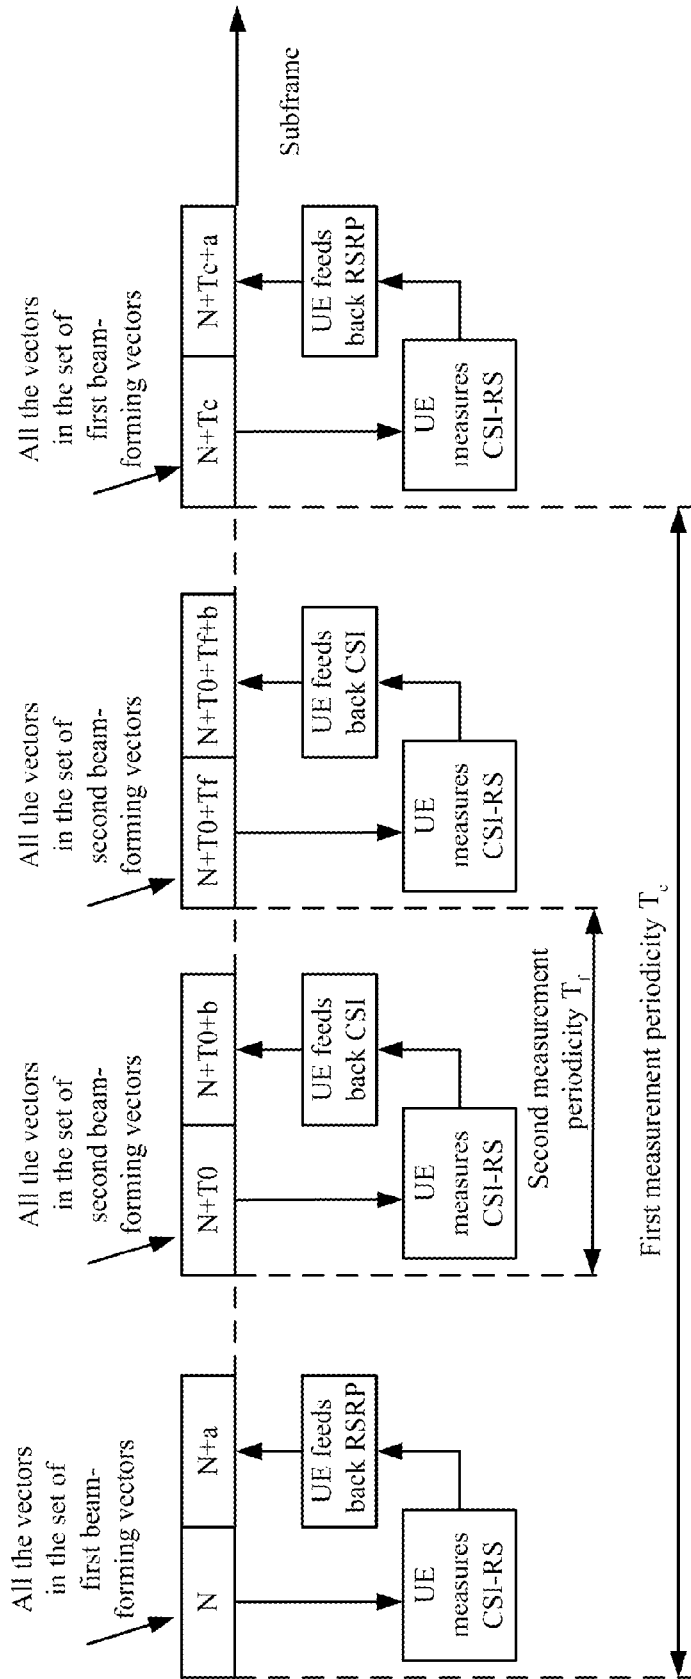 All the vectors
in the set of
first beam-
forming vectors
N
N+a
UE
measures
CSI-RS
UE feeds
back RSRP
All the vectors
in the set of
second beam-
forming vectors
N+T0
N+T0+b
UE
measures
CSI-RS
UE feeds
back CSI
Second measurement
periodicity T_f
All the vectors
in the set of
second beam-
forming vectors
N+T0+Tf
N+T0+Tf+b
UE
measures
CSI-RS
UE feeds
back CSI
All the vectors
in the set of
first beam-
forming vectors
N+Tc
N+Tc+a
UE
measures
CSI-RS
UE feeds
back RSRP
Subframe
First measurement periodicity T_c